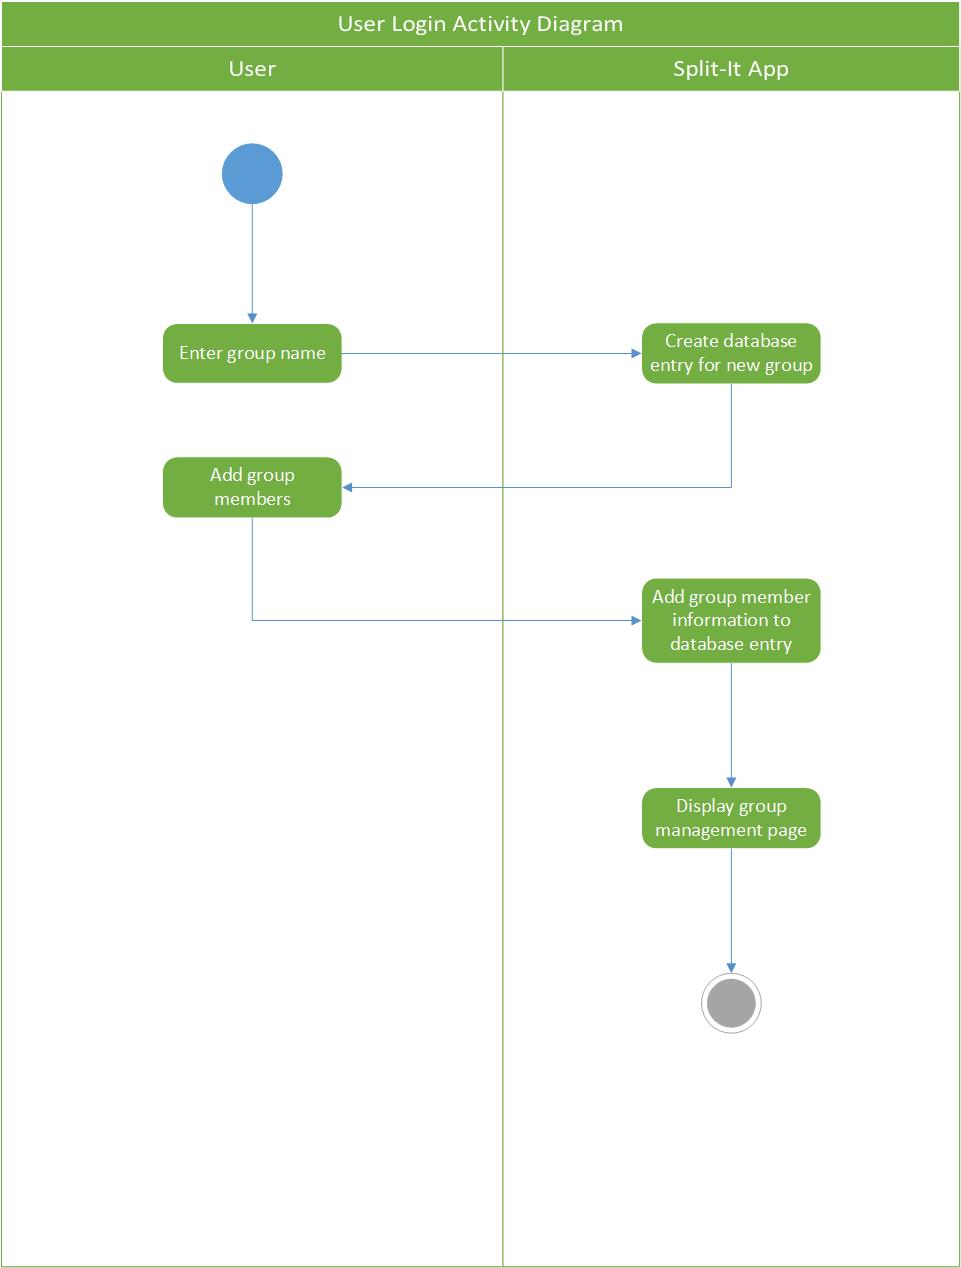 User Login Activity Diagram
User
Split-It App
Enter group name
Create database
entry for new group
Add group
members
Add group member
information to
database entry
Display group
management page